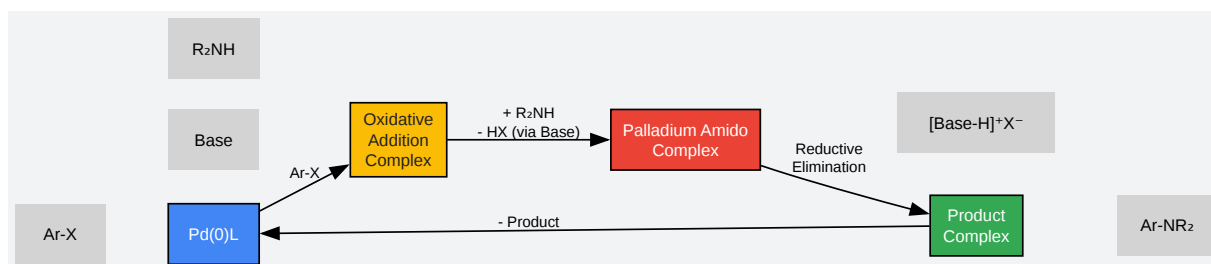 R₂NH
Base
Ar-X
Pd(0)L
Ar-X
Oxidative
Addition
Complex
+ R₂NH
- HX (via Base)
Palladium Amido
Complex
Reductive
Elimination
[Base-H]⁺X⁻
Product
Complex
- Product
Ar-NR₂